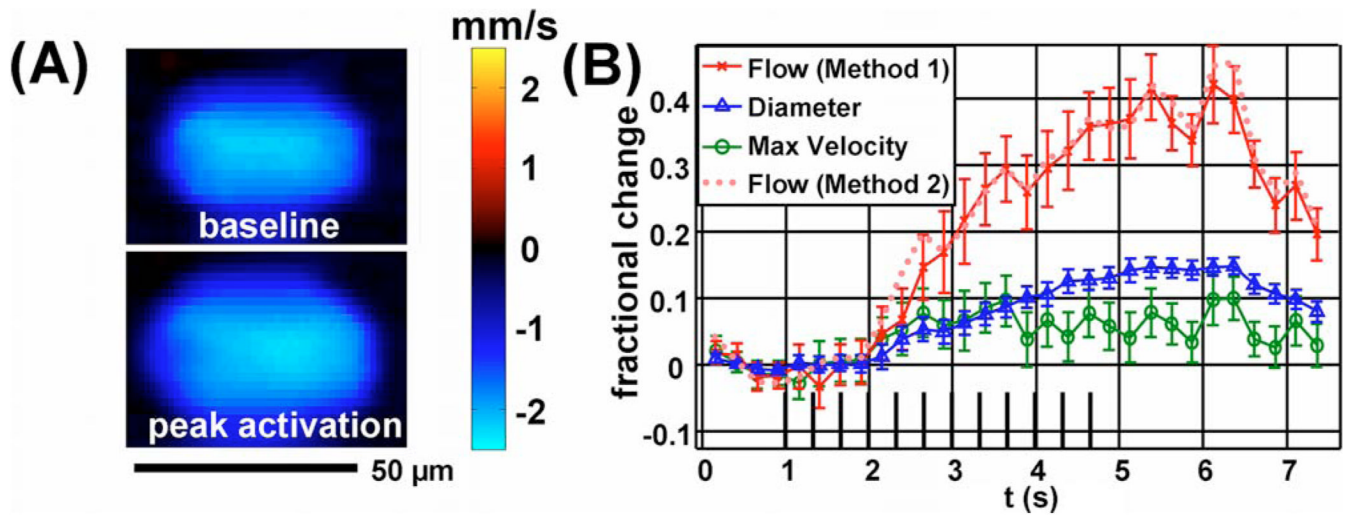 (A)
baseline
peak activation
50 µm
mm/s
2
1
0
-1
-2
(B)
Flow (Method 1)
Diameter
Max Velocity
Flow (Method 2)
fractional change
0.4
0.3
0.2
0.1
0
-0.1
0 1 2 3 4 5 6 7
t (s)